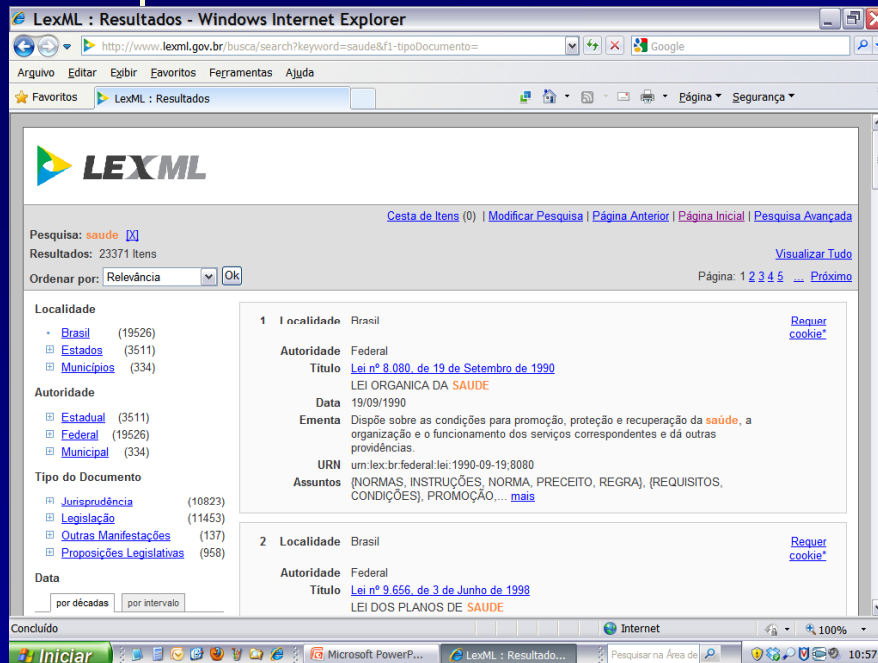 LexML : Resultados - Windows Internet Explorer
http://www.lexml.gov.br/busca/search?keyword=saude&f1-tipoDocumento=
Google
Arquivo Editar Exibir Favoritos Ferramentas Ajuda
Favoritos LexML : Resultados Página Segurança
LEXML
Cesta de Itens (0) | Modificar Pesquisa | Página Anterior | Página Inicial | Pesquisa Avançada
Pesquisa: saude [X]
Resultados: 23371 Itens
Visualizar Tudo
Ordenar por: Relevância Ok
Página: 1 2 3 4 5 ... Próximo
Localidade
Brasil (19526)
Estados (3511)
Municípios (334)
Autoridade
Estadual (3511)
Federal (19526)
Municipal (334)
Tipo do Documento
Jurisprudência (10823)
Legislação (11453)
Outras Manifestações (137)
Proposições Legislativas (958)
Data
por décadas por intervalo
1 Localidade Brasil
Requer
cookie*
Autoridade Federal
Título Lei nº 8.080, de 19 de Setembro de 1990
LEI ORGANICA DA SAUDE
Data 19/09/1990
Ementa Dispõe sobre as condições para promoção, proteção e recuperação da saúde, a
organização e o funcionamento dos serviços correspondentes e dá outras
providências.
URN urn:lex:br:federal:lei:1990-09-19;8080
Assuntos {NORMAS, INSTRUÇÕES, NORMA, PRECEITO, REGRA}, {REQUISITOS,
CONDIÇÕES}, PROMOÇÃO,... mais
2 Localidade Brasil
Requer
cookie*
Autoridade Federal
Título Lei nº 9.656, de 3 de Junho de 1998
LEI DOS PLANOS DE SAUDE
Concluído Internet 100%
Iniciar Microsoft PowerP... LexML : Resultado... Pesquisar na Área de 10:57